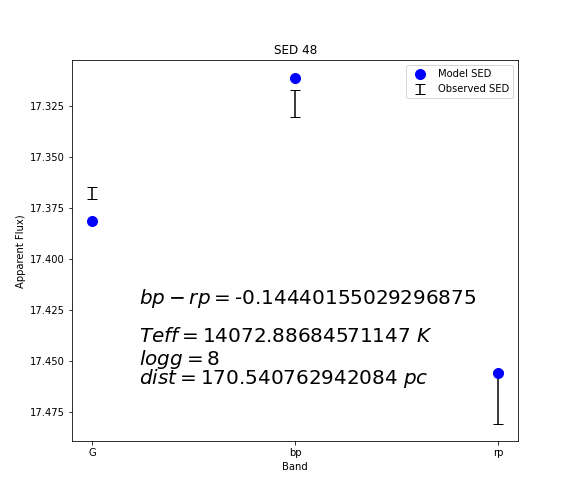 SED 48
Model SED
Observed SED
17.325
17.350
17.375
17.400
17.425
17.450
17.475
Apparent Flux)
bp − rp = -0.14440155029296875
Teff = 14072.88684571147 K
logg = 8
dist = 170.540762942084 pc
G
bp
rp
Band